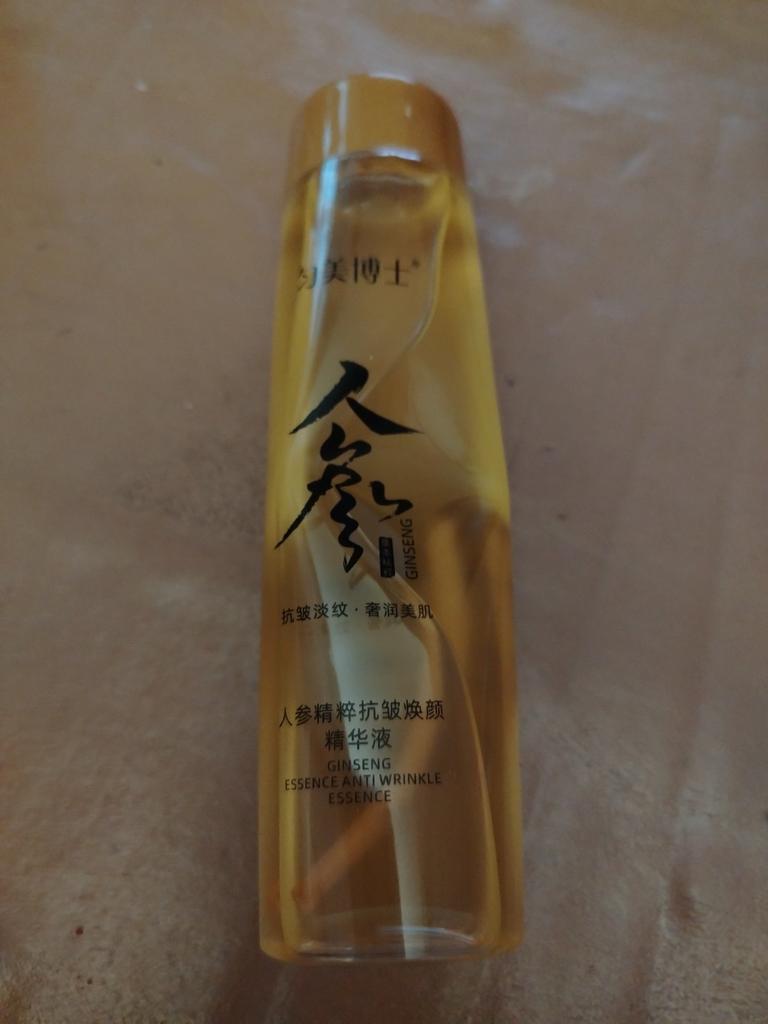 美博士
人参
GINSENG
抗皱淡纹·奢润美肌
人参精粹抗皱焕颜
精华液
GINSENG
ESSENCE ANTI WRINKLE
ESSENCE